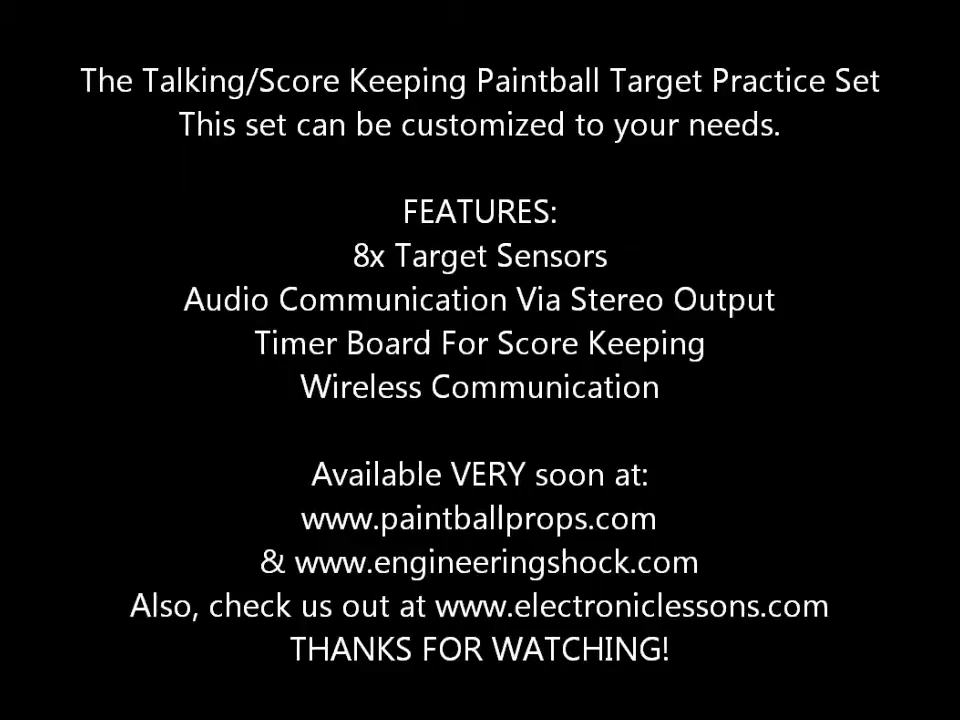 The Talking/Score Keeping Paintball Target Practice Set
This set can be customized to your needs.
FEATURES:
8x Target Sensors
Audio Communication Via Stereo Output
Timer Board For Score Keeping
Wireless Communication
Available VERY soon at:
www.paintballprops.com
& www.engineeringshock.com
Also, check us out at www.electroniclessons.com
THANKS FOR WATCHING!